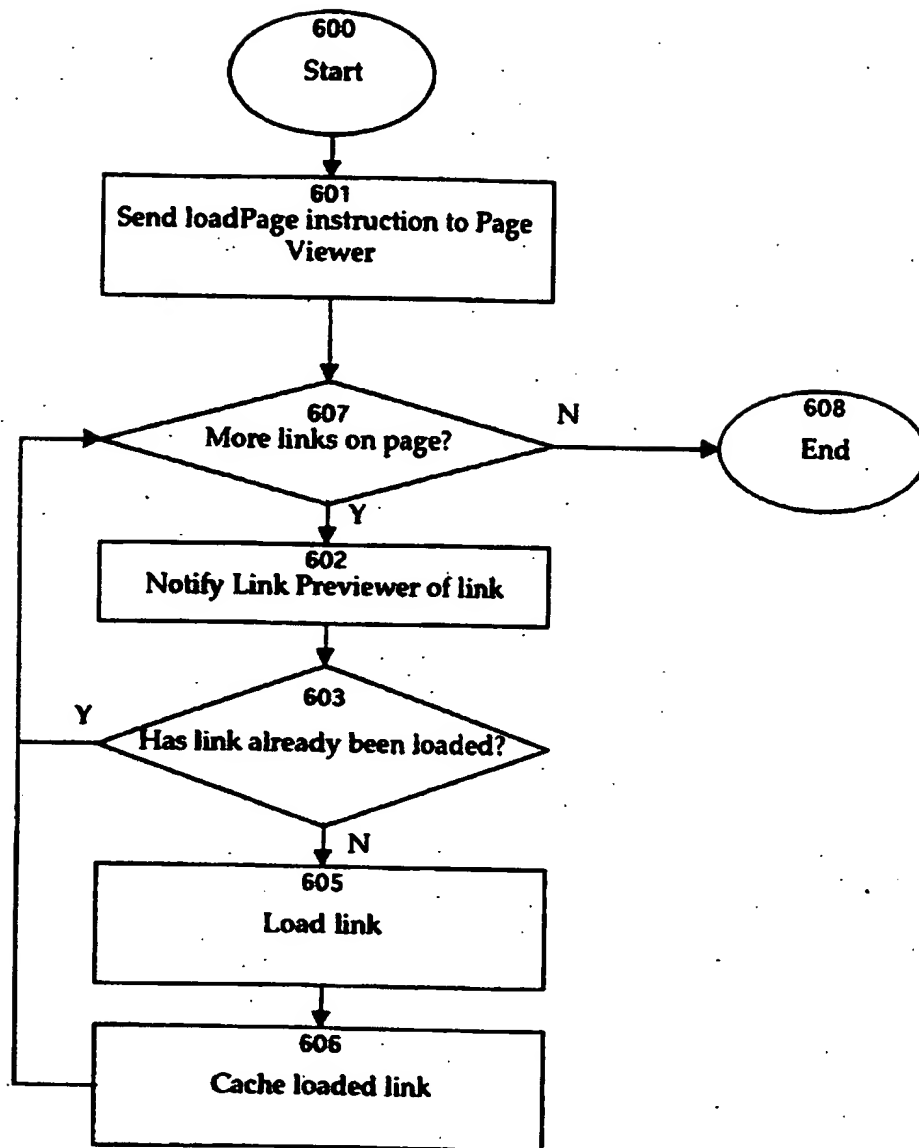 600
Start
601
Send loadPage instruction to Page
Viewer
607
More links on page?
N
608
End
Y
602
Notify Link Previewer of link
603
Y
Has link already been loaded?
N
605
Load link
606
Cache loaded link